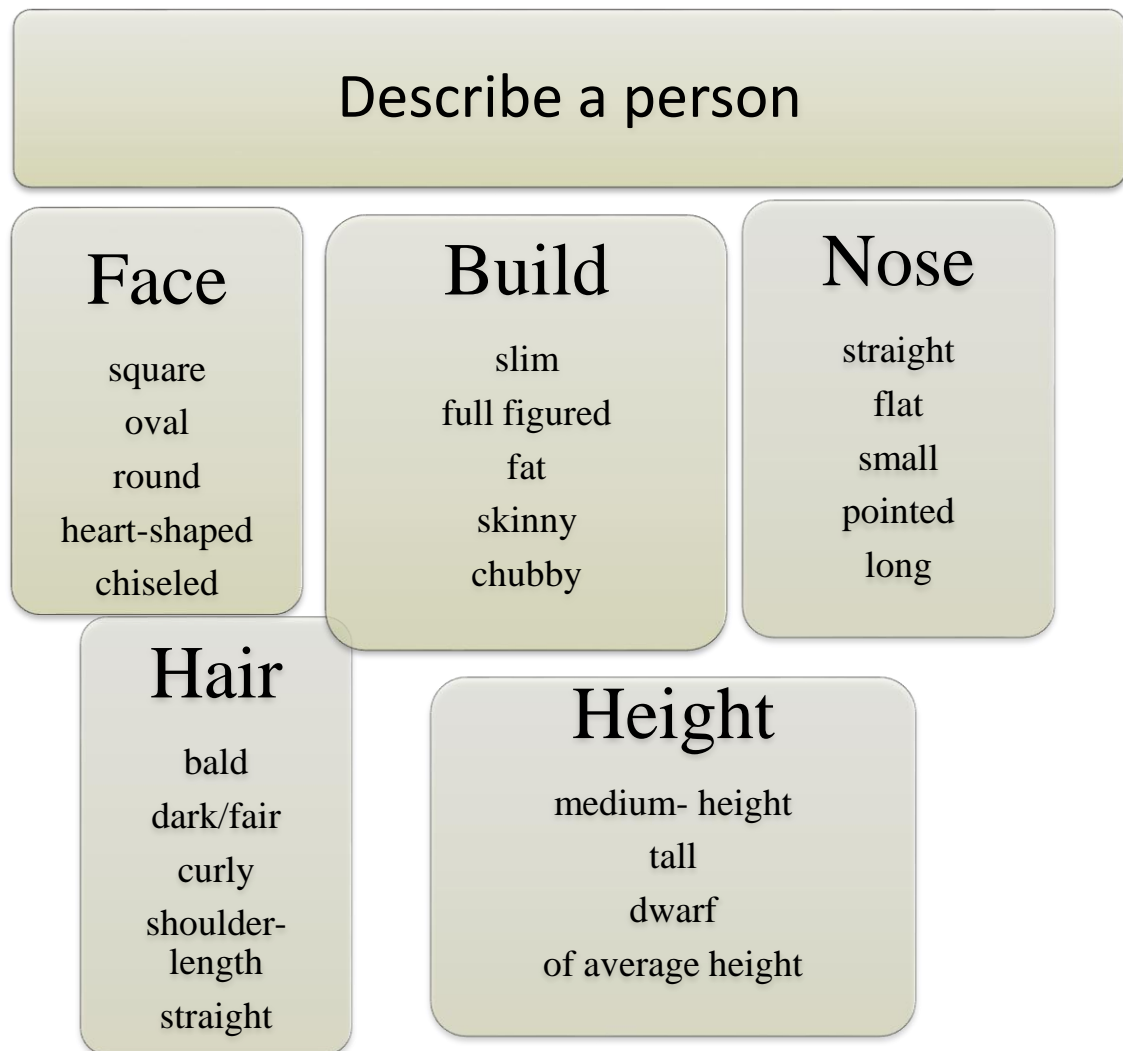 Describe a person
Face
square
oval
round
heart-shaped
chiseled
Build
slim
full figured
fat
skinny
chubby
Nose
straight
flat
small
pointed
long
Hair
bald
dark/fair
curly
shoulder-
length
straight
Height
medium- height
tall
dwarf
of average height